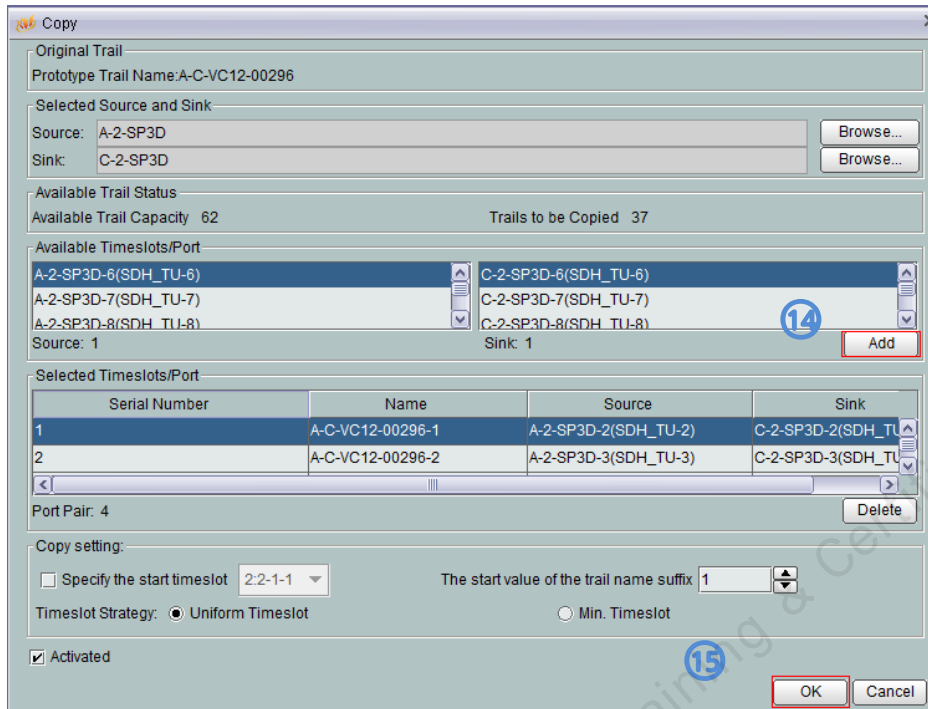 Copy
Original Trail
Prototype Trail Name:A-C-VC12-00296
Selected Source and Sink
Source: A-2-SP3D Browse...
Sink: C-2-SP3D Browse...
Available Trail Status
Available Trail Capacity 62 Trails to be Copied 37
Available Timeslots/Port
A-2-SP3D-6(SDH_TU-6) C-2-SP3D-6(SDH_TU-6)
A-2-SP3D-7(SDH_TU-7) C-2-SP3D-7(SDH_TU-7)
A-2-SP3D-8(SDH_TU-8) C-2-SP3D-8(SDH_TU-8)
14
Source: 1 Sink: 1 Add
Selected Timeslots/Port
Serial Number Name Source Sink
1 A-C-VC12-00296-1 A-2-SP3D-2(SDH_TU-2) C-2-SP3D-2(SDH_TU
2 A-C-VC12-00296-2 A-2-SP3D-3(SDH_TU-3) C-2-SP3D-3(SDH_TU
Port Pair: 4 Delete
Copy setting:
Specify the start timeslot 2:2-1-1 The start value of the trail name suffix 1
Timeslot Strategy: Uniform Timeslot Min. Timeslot
Activated
15
OK Cancel